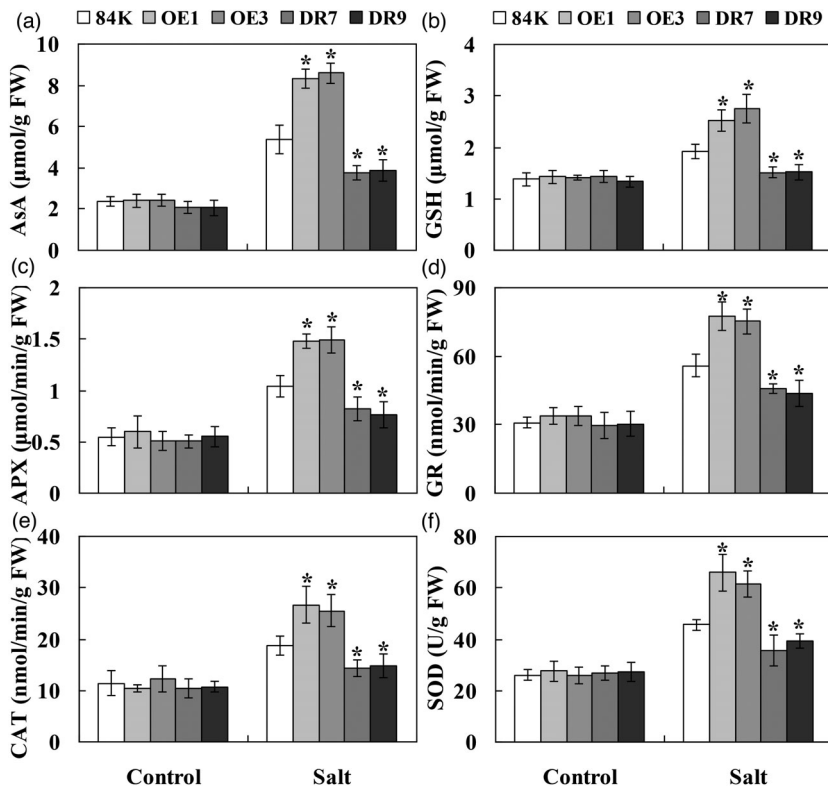 (a) 84K OE1 OE3 DR7 DR9
10
8
6
4
2
0
AsA (μmol/g FW)
* * * *
84K OE1 OE3 DR7 DR9
(b)
4
3
2
1
0
GSH (μmol/g FW)
* * * *
(c)
2
1.5
1
0.5
0
APX (μmol/min/g FW)
* * * *
(d)
90
60
30
0
GR (nmol/min/g FW)
* * * *
(e)
40
30
20
10
0
CAT (nmol/min/g FW)
* * * *
Control Salt
(f)
80
60
40
20
0
SOD (U/g FW)
* * * *
Control Salt